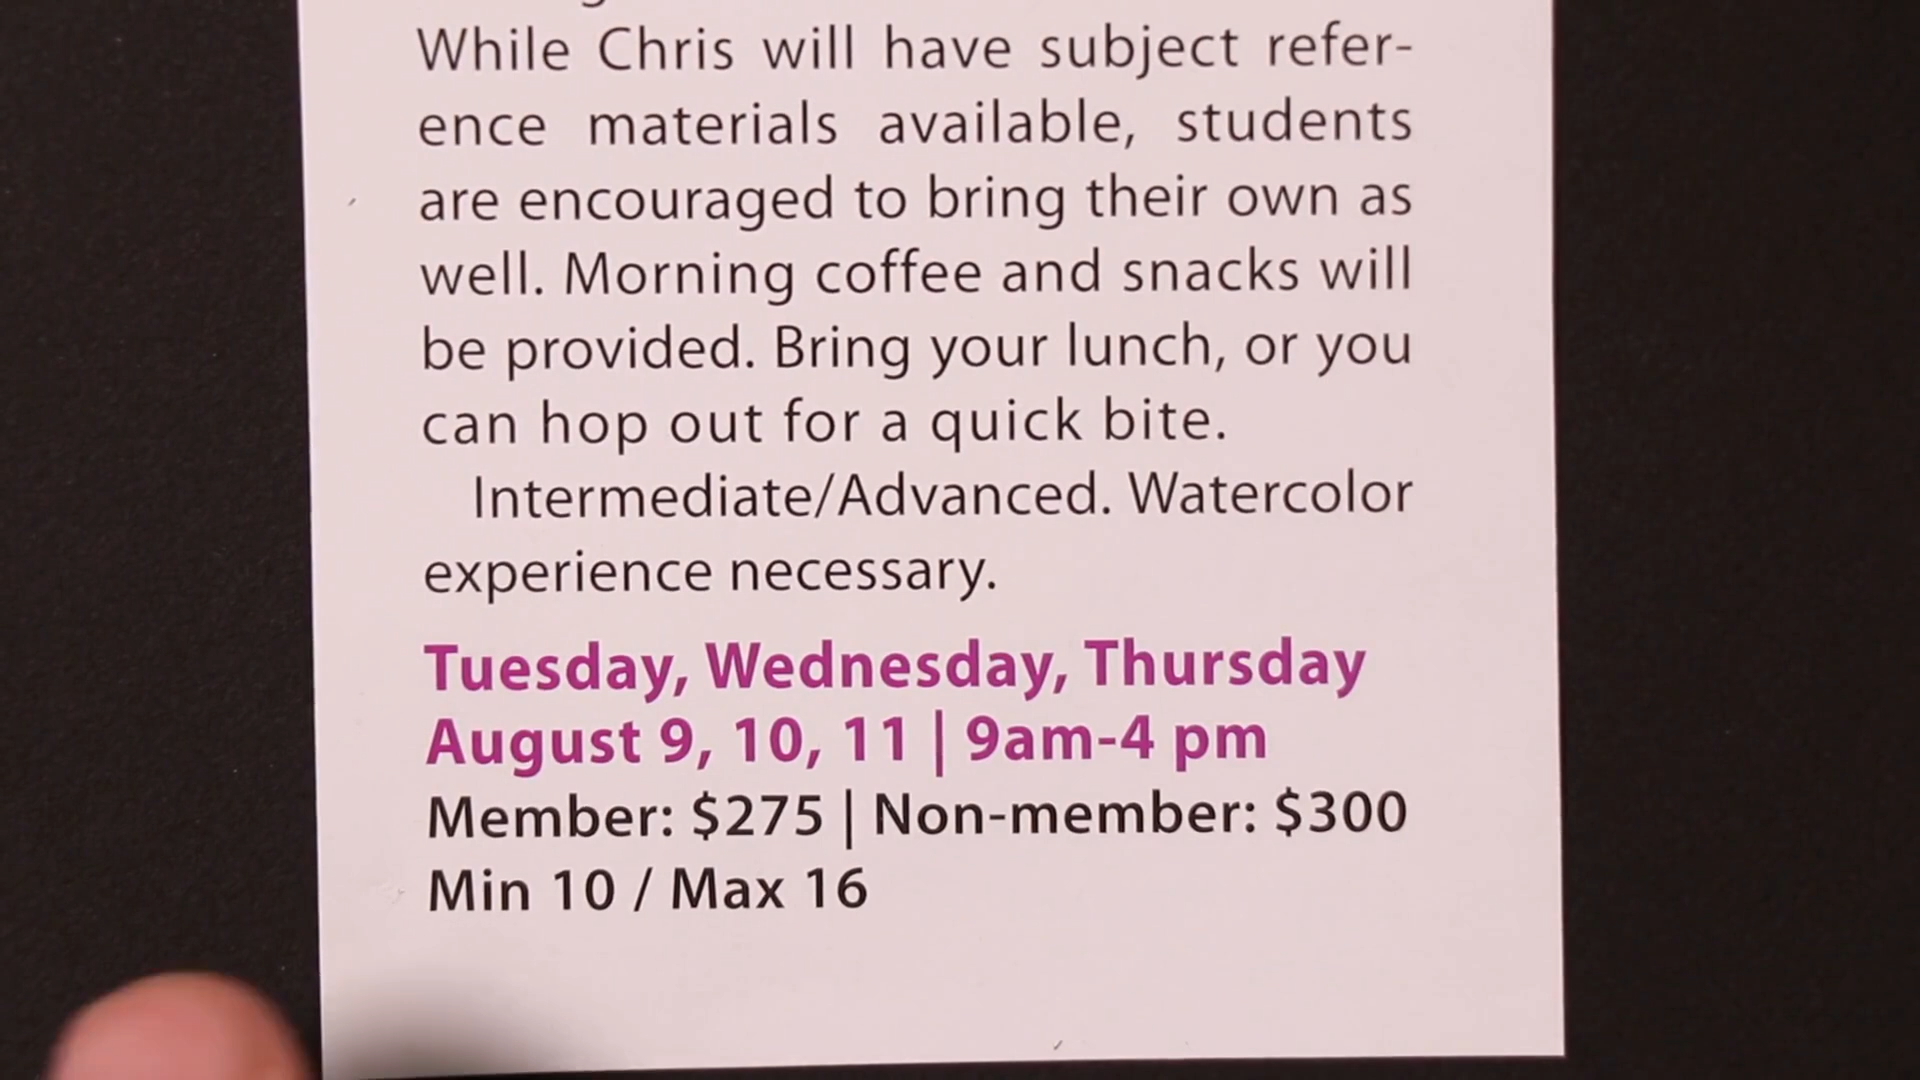 While Chris will have subject refer-
ence materials available, students
are encouraged to bring their own as
well. Morning coffee and snacks will
be provided. Bring your lunch, or you
can hop out for a quick bite.
Intermediate/Advanced. Watercolor
experience necessary.
Tuesday, Wednesday, Thursday
August 9, 10, 11 | 9am-4 pm
Member: $275 | Non-member: $300
Min 10 / Max 16